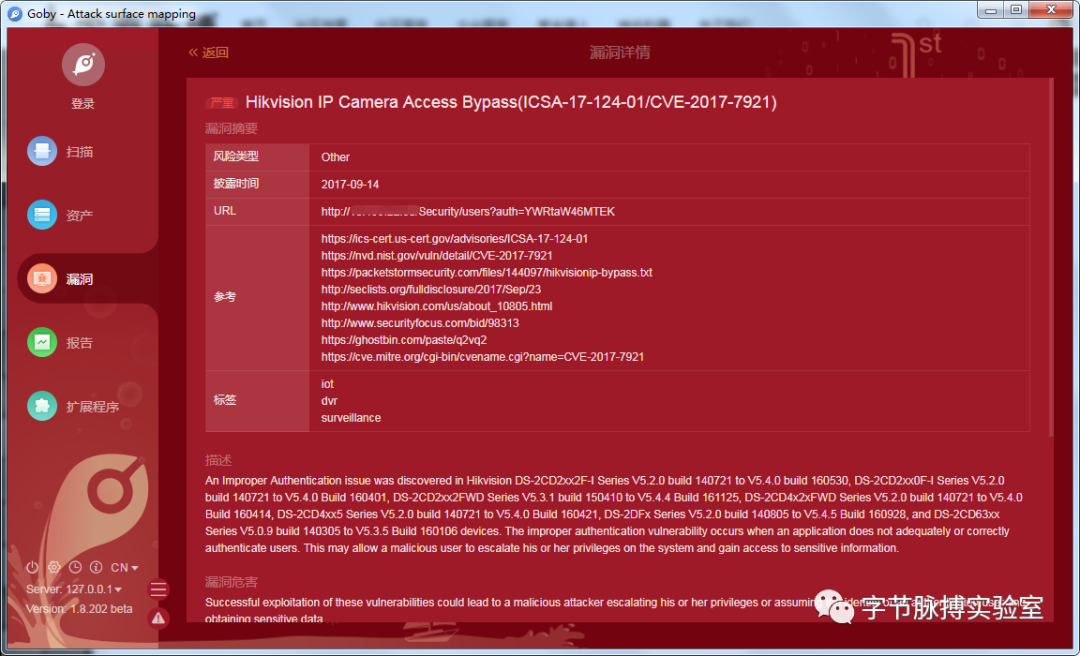 Goby - Attack surface mapping
st
« 返回
漏洞详情
登录
严重 Hikvision IP Camera Access Bypass(ICSA-17-124-01/CVE-2017-7921)
漏洞摘要
扫描
风险类型 Other
披露时间 2017-09-14
资产
URL http:// Security/users?auth=YWRtaW46MTEK
漏洞
参考
https://ics-cert.us-cert.gov/advisories/ICSA-17-124-01
https://nvd.nist.gov/vuln/detail/CVE-2017-7921
https://packetstormsecurity.com/files/144097/hikvisionip-bypass.txt
http://seclists.org/fulldisclosure/2017/Sep/23
http://www.hikvision.com/us/about_10805.html
http://www.securityfocus.com/bid/98313
https://ghostbin.com/paste/q2vq2
https://cve.mitre.org/cgi-bin/cvename.cgi?name=CVE-2017-7921
报告
扩展程序
标签
iot
dvr
surveillance
描述
An Improper Authentication issue was discovered in Hikvision DS-2CD2xx2F-I Series V5.2.0 build 140721 to V5.4.0 build 160530, DS-2CD2xx0F-I Series V5.2.0
build 140721 to V5.4.0 Build 160401, DS-2CD2xx2FWD Series V5.3.1 build 150410 to V5.4.4 Build 161125, DS-2CD4x2xFWD Series V5.2.0 build 140721 to V5.4.0
Build 160414, DS-2CD4xx5 Series V5.2.0 build 140721 to V5.4.0 Build 160421, DS-2DFx Series V5.2.0 build 140805 to V5.4.5 Build 160928, and DS-2CD63xx
Series V5.0.9 build 140305 to V5.3.5 Build 160106 devices. The improper authentication vulnerability occurs when an application does not adequately or correctly
authenticate users. This may allow a malicious user to escalate his or her privileges on the system and gain access to sensitive information.
CN
Server: 127.0.0.1
Version: 1.8.202 beta
漏洞危害
Successful exploitation of these vulnerabilities could lead to a malicious attacker escalating his or her privileges or assuming
obtaining sensitive data
字节脉搏实验室